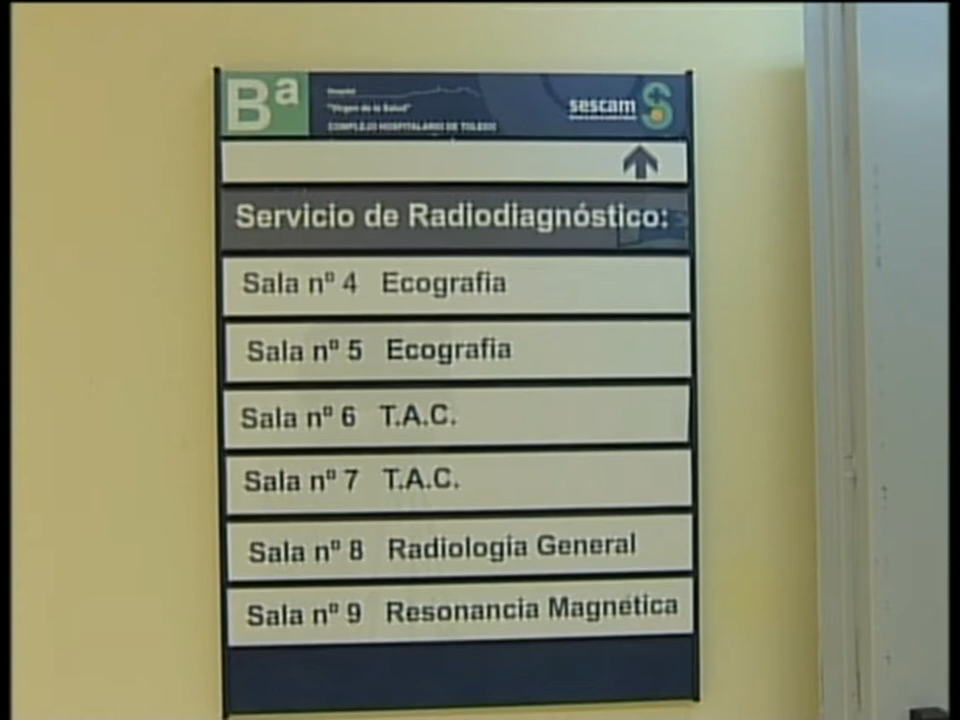 Bª
Hospital
"Virgen de la Salud"
COMPLEJO HOSPITALARIO DE TOLEDO
sescam
Servicio de Radiodiagnóstico:
Sala nº 4 Ecografia
Sala nº 5 Ecografia
Sala nº 6 T.A.C.
Sala nº 7 T.A.C.
Sala nº 8 Radiologia General
Sala nº 9 Resonancia Magnética